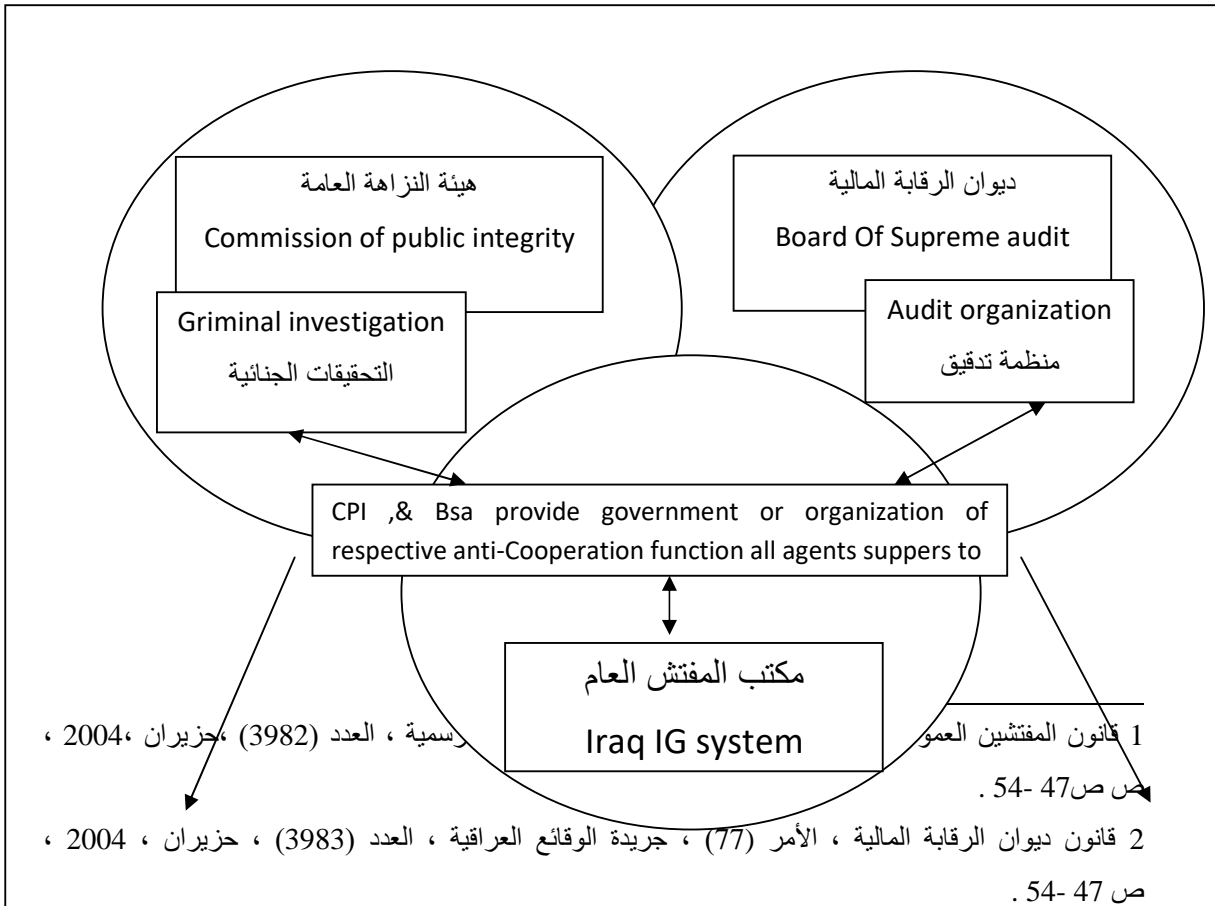 هيئة النزاهة العامة
Commission of public integrity
Griminal investigation
التحقيقات الجنائية
ديوان الرقابة المالية
Board Of Supreme audit
Audit organization
منظمة تدقيق
CPI ,& Bsa provide government or organization of
respective anti-Cooperation function all agents suppers to
مكتب المفتش العام
Iraq IG system
1 قانون المفتشين العمو رسمية ، العدد (3982) ،حزيران ،2004 ،
ص ص47 -54 .
2 قانون ديوان الرقابة المالية ، الأمر (77) ، جريدة الوقائع العراقية ، العدد (3983) ، حزيران ، 2004 ،
ص 47 -54 .